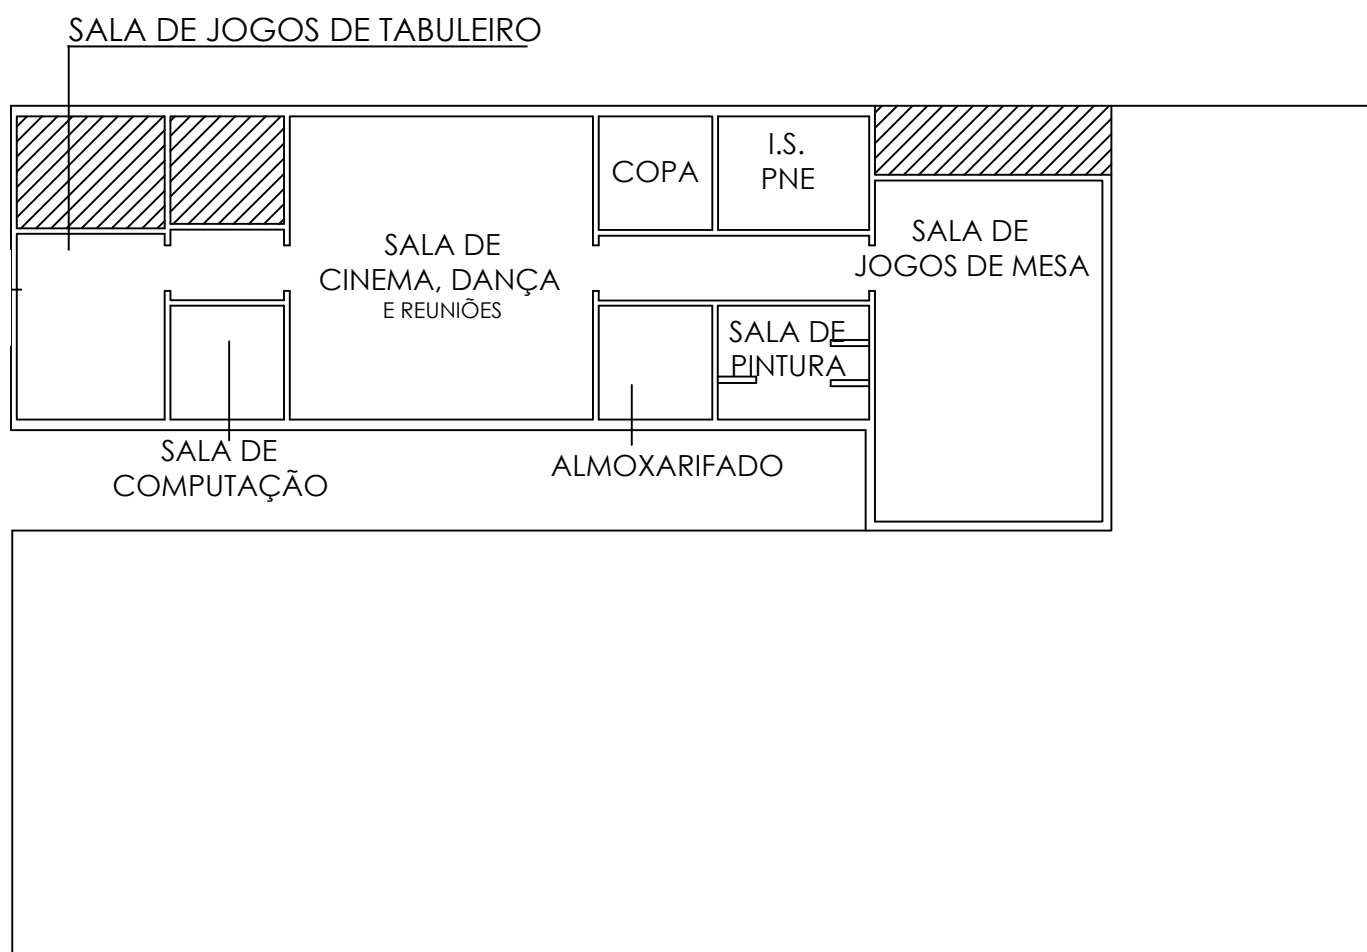 SALA DE JOGOS DE TABULEIRO
COPA
I.S.
PNE
SALA DE
CINEMA, DANÇA
E REUNIÕES
SALA DE
JOGOS DE MESA
SALA DE
PINTURA
SALA DE
COMPUTAÇÃO
ALMOXARIFADO